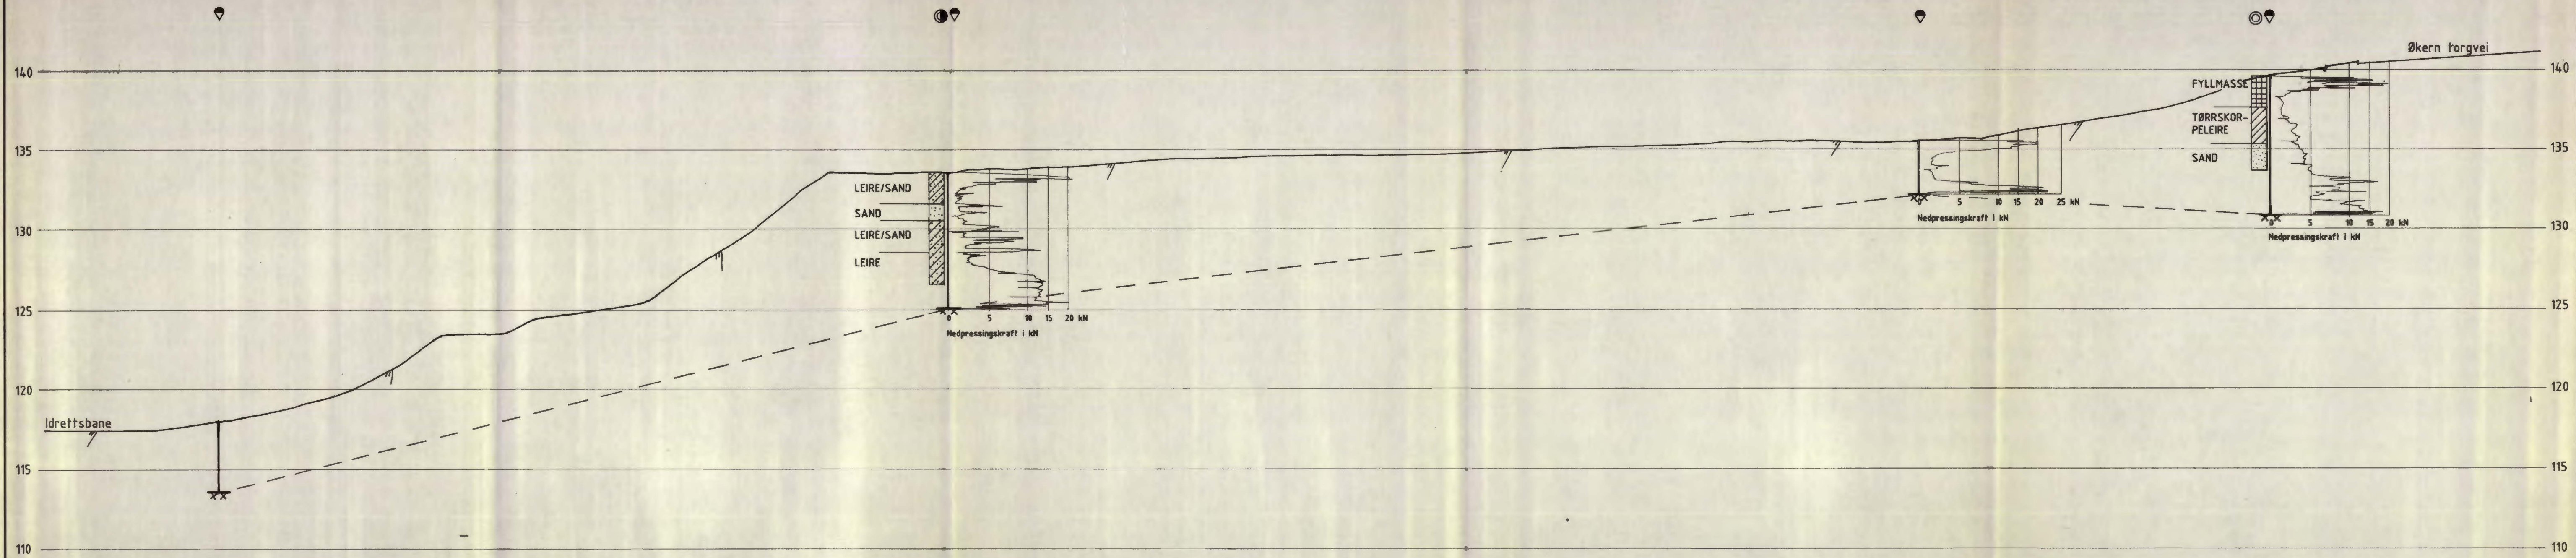 Økern torgvei
140
140
FYLLMASSE
TØRRSKOR-
PELEIRE
135
135
SAND
LEIRE/SAND
SAND
0 5 10 15 20 25 kN
Nedpressingskraft i kN
130
LEIRE/SAND
0 5 10 15 20 kN
130
Nedpressingskraft i kN
LEIRE
125
125
0 5 10 15 20 kN
Nedpressingskraft i kN
120
120
Idrettsbane
115
115
110
110